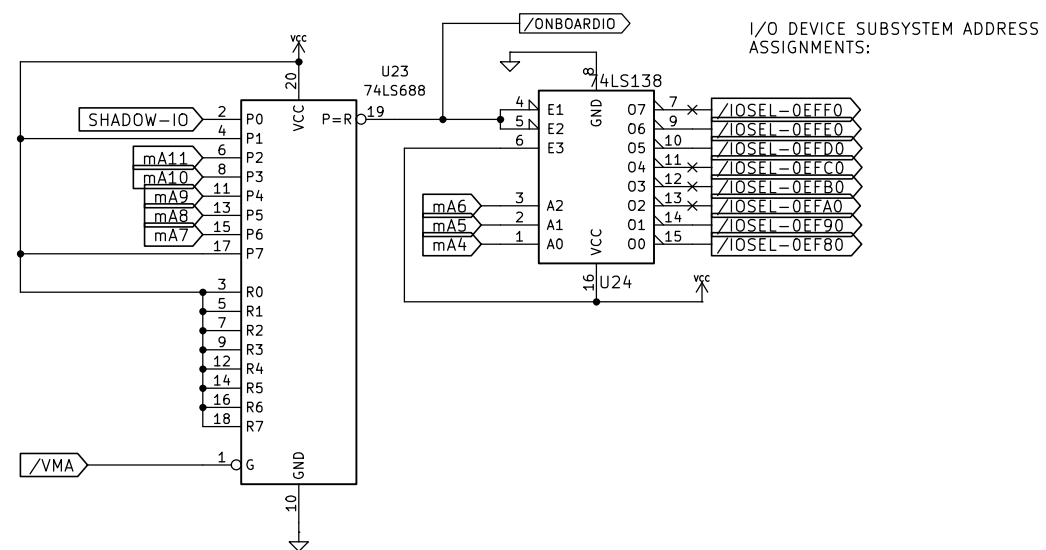 /ONBOARDIO
I/O DEVICE SUBSYSTEM ADDRESS
ASSIGNMENTS:
vcc
20
VCC
U23
74LS688
8
GND
74LS138
SHADOW-IO 2 P0
4 P1
mA11 6 P2
mA10 8 P3
mA9 11 P4
mA8 13 P5
mA7 15 P6
17 P7
P=R 19
3 R0
5 R1
7 R2
9 R3
12 R4
14 R5
16 R6
18 R7
/VMA 1 G
GND
10
4 E1
5 E2
6 E3
mA6 3 A2
mA5 2 A1
mA4 1 A0
O7 7 /IOSEL-0EFF0
O6 9 /IOSEL-0EFE0
O5 10 /IOSEL-0EFD0
O4 11 /IOSEL-0EFC0
O3 12 /IOSEL-0EFB0
O2 13 /IOSEL-0EFA0
O1 14 /IOSEL-0EF90
O0 15 /IOSEL-0EF80
VCC
16
U24
vcc